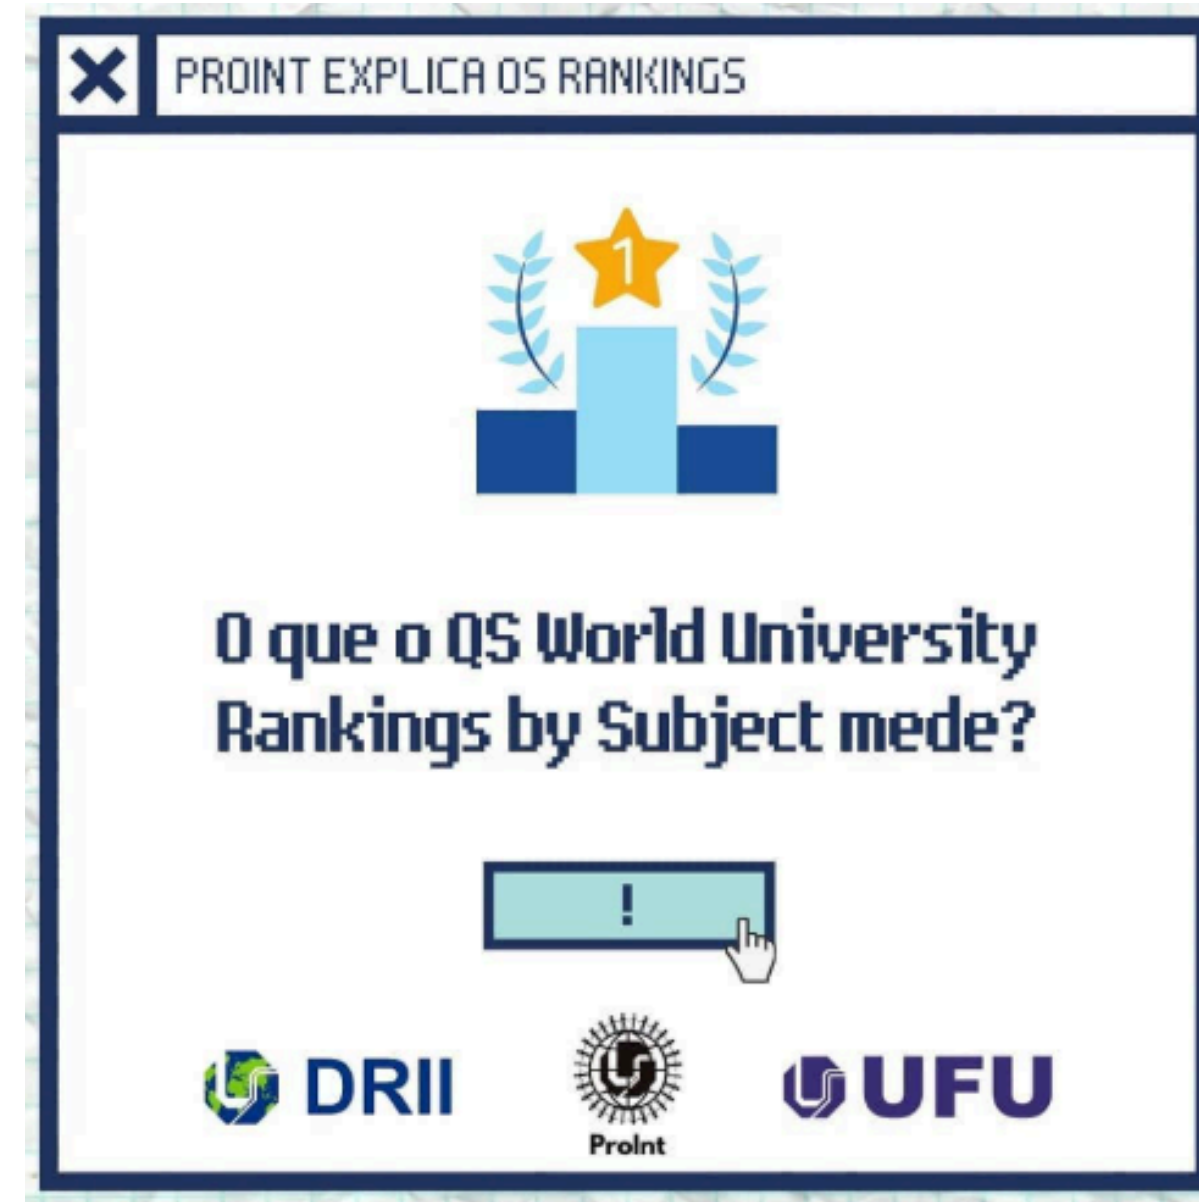 PROINT EXPLICA OS RANKINGS
1
O que o QS World University
Rankings by Subject mede?
!
DRII
ProInt
UFU